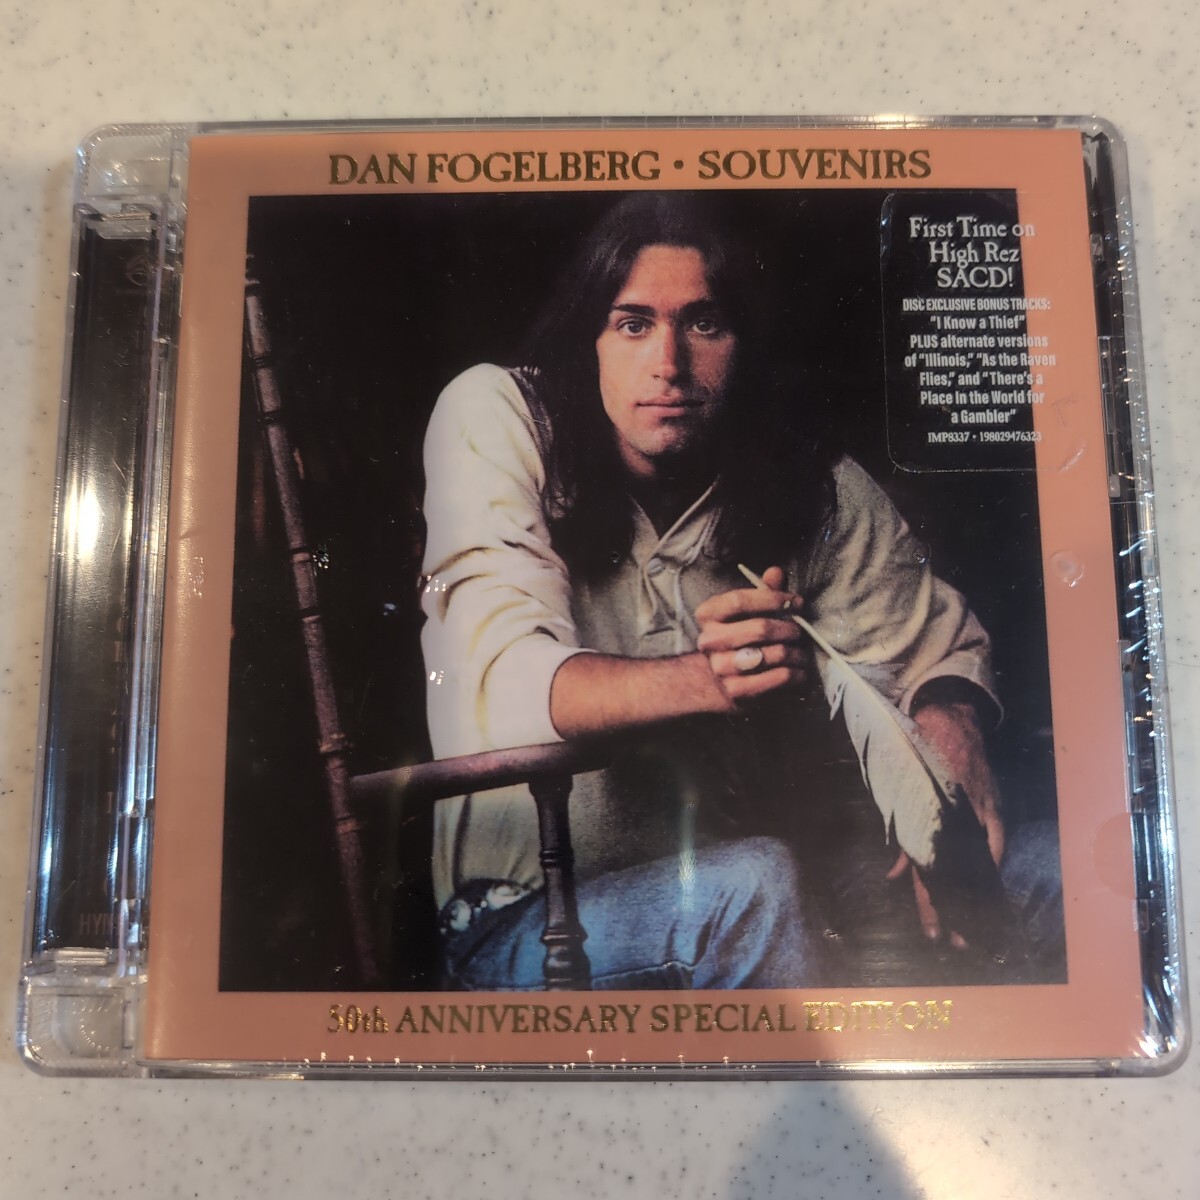 DAN FOGELBERG • SOUVENIRS
First Time on
High Rez
SACD!
DISC EXCLUSIVE BONUS TRACKS:
"I Know a Thief"
PLUS alternate versions
of "Illinois," "As the Raven
Flies," and "There's a
Place In the World for
a Gambler"
IMP8337 • 198029476323
50th ANNIVERSARY SPECIAL EDITION